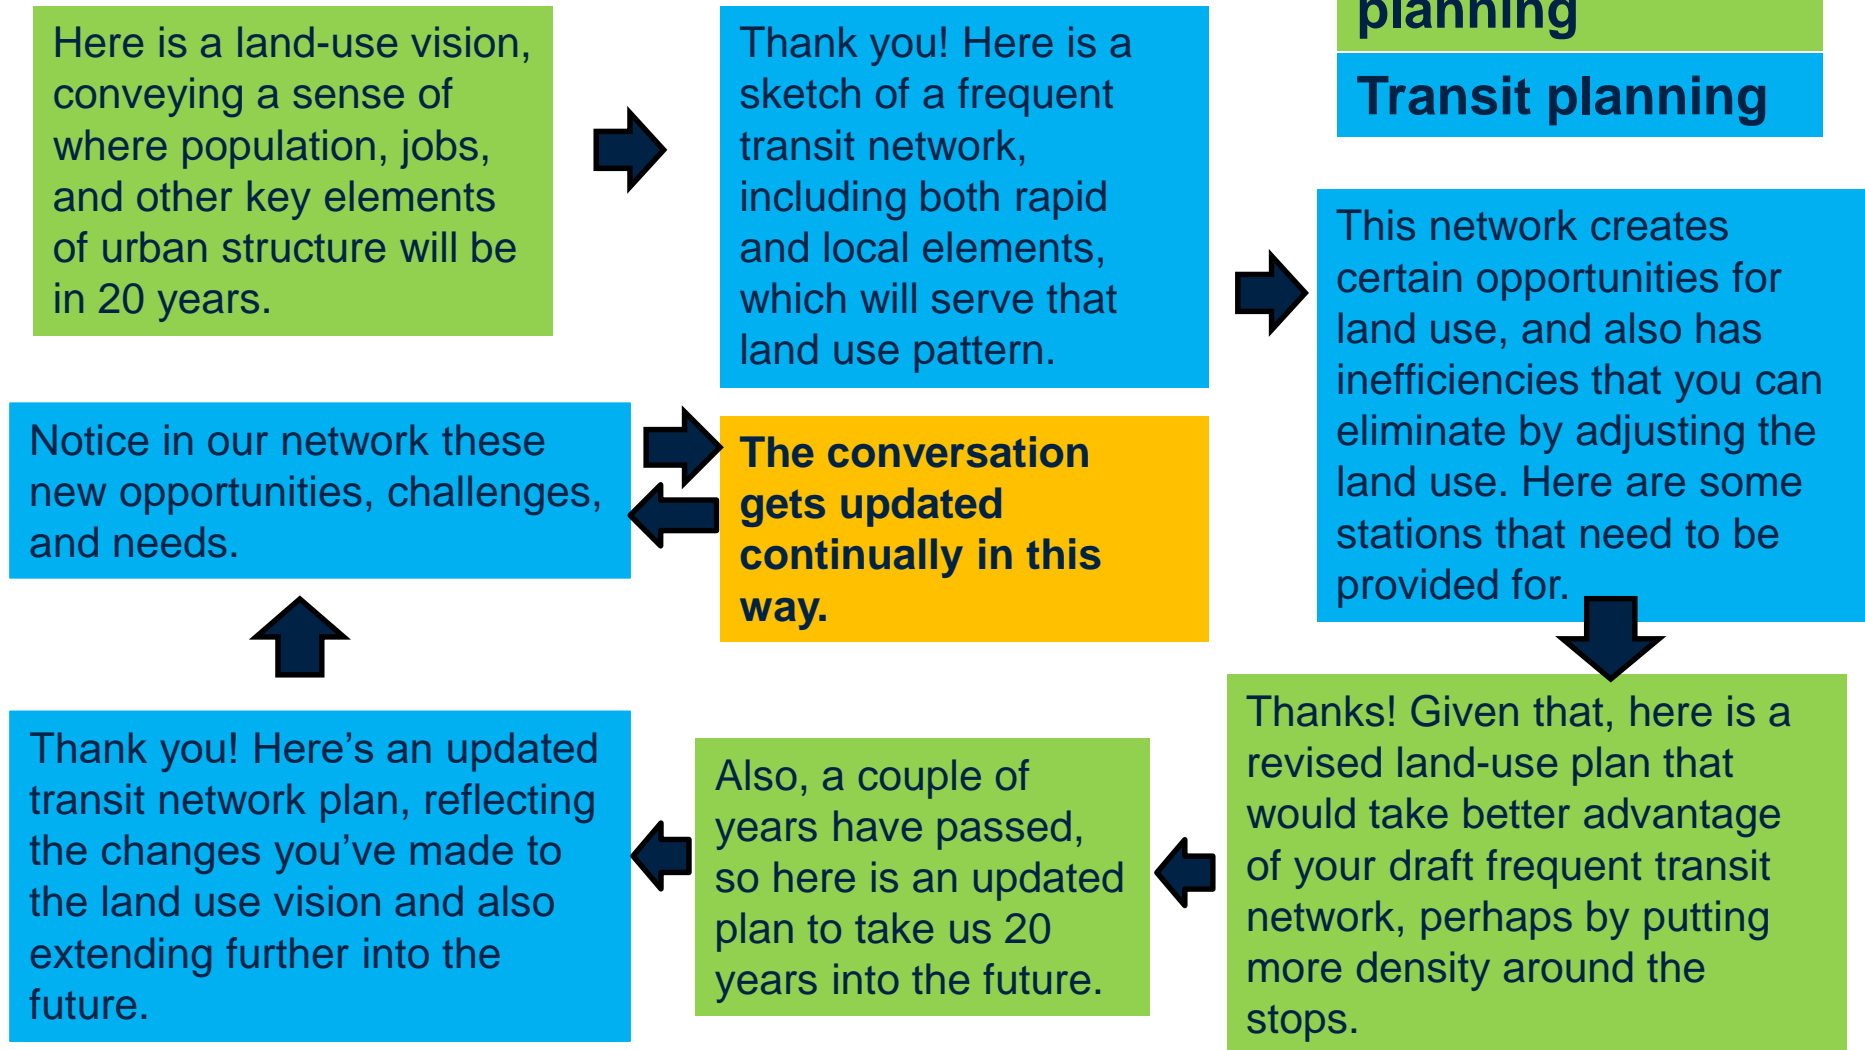 Here is a land-use vision,
conveying a sense of
where population, jobs,
and other key elements
of urban structure will be
in 20 years.
Thank you! Here is a
sketch of a frequent
transit network,
including both rapid
and local elements,
which will serve that
land use pattern.
planning
Transit planning
This network creates
certain opportunities for
land use, and also has
inefficiencies that you can
eliminate by adjusting the
land use. Here are some
stations that need to be
provided for.
Thanks! Given that, here is a
revised land-use plan that
would take better advantage
of your draft frequent transit
network, perhaps by putting
more density around the
stops.
Also, a couple of
years have passed,
so here is an updated
plan to take us 20
years into the future.
Thank you! Here’s an updated
transit network plan, reflecting
the changes you’ve made to
the land use vision and also
extending further into the
future.
Notice in our network these
new opportunities, challenges,
and needs.
The conversation
gets updated
continually in this
way.